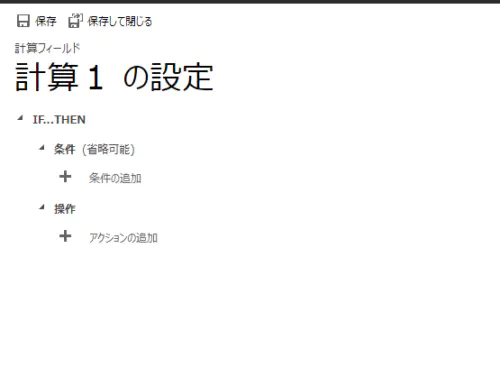 保存 保存して閉じる
計算フィールド
計算 1 の設定
IF...THEN
条件 (省略可能)
条件の追加
操作
アクションの追加